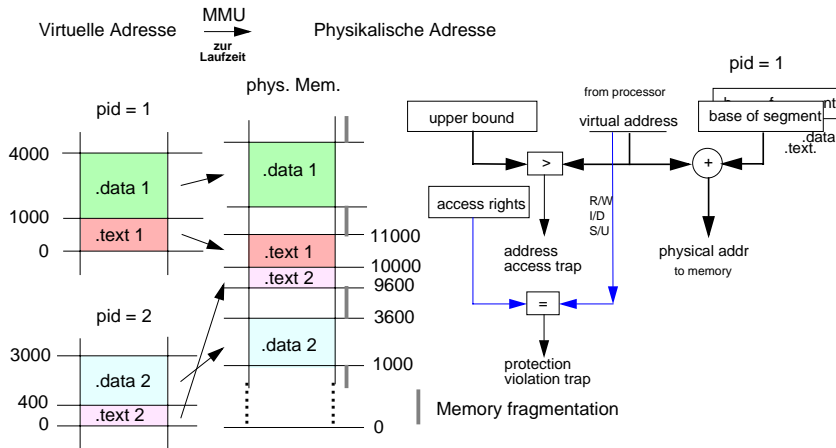 Virtuelle Adresse
MMU
zur
Laufzeit
Physikalische Adresse
pid = 1
4000
.data 1
1000
.text 1
0
pid = 2
3000
.data 2
400
.text 2
0
phys. Mem.
.data 1
11000
.text 1
10000
.text 2
9600
3600
.data 2
1000
0
Memory fragmentation
pid = 1
from processor
upper bound
virtual address
base of segment
.data
.text.
>
+
access rights
R/W
I/D
S/U
address
access trap
physical addr
to memory
=
protection
violation trap